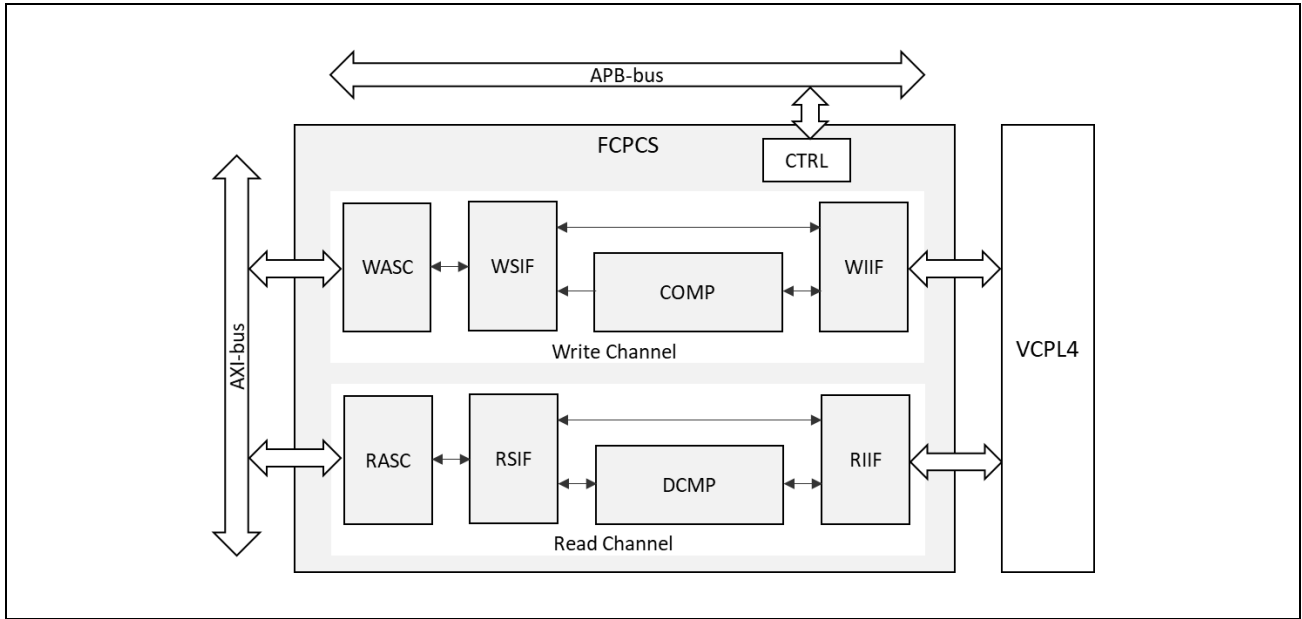 APB-bus
FCPCS
CTRL
AXI-bus
WASC
WSIF
COMP
WIIF
Write Channel
VCPL4
RASC
RSIF
DCMP
RIIF
Read Channel